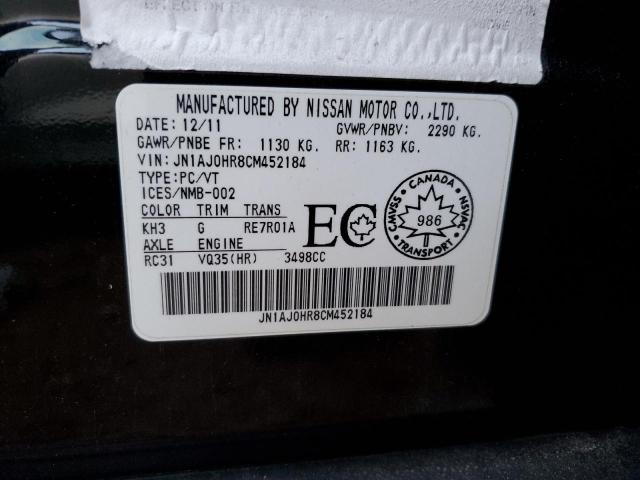 MANUFACTURED BY NISSAN MOTOR CO.,LTD.
DATE: 12/11 GVWR/PNBV: 2290 KG.
GAWR/PNBE FR: 1130 KG. RR: 1163 KG.
VIN: JN1AJ0HR8CM452184
TYPE: PC/VT
ICES/NMB-002
COLOR TRIM TRANS
KH3 G RE7R01A
AXLE ENGINE
RC31 VQ35(HR) 3498CC
EC
CANADA
CMVSS 986 NSVAC
TRANSPORT
JN1AJ0HR8CM452184